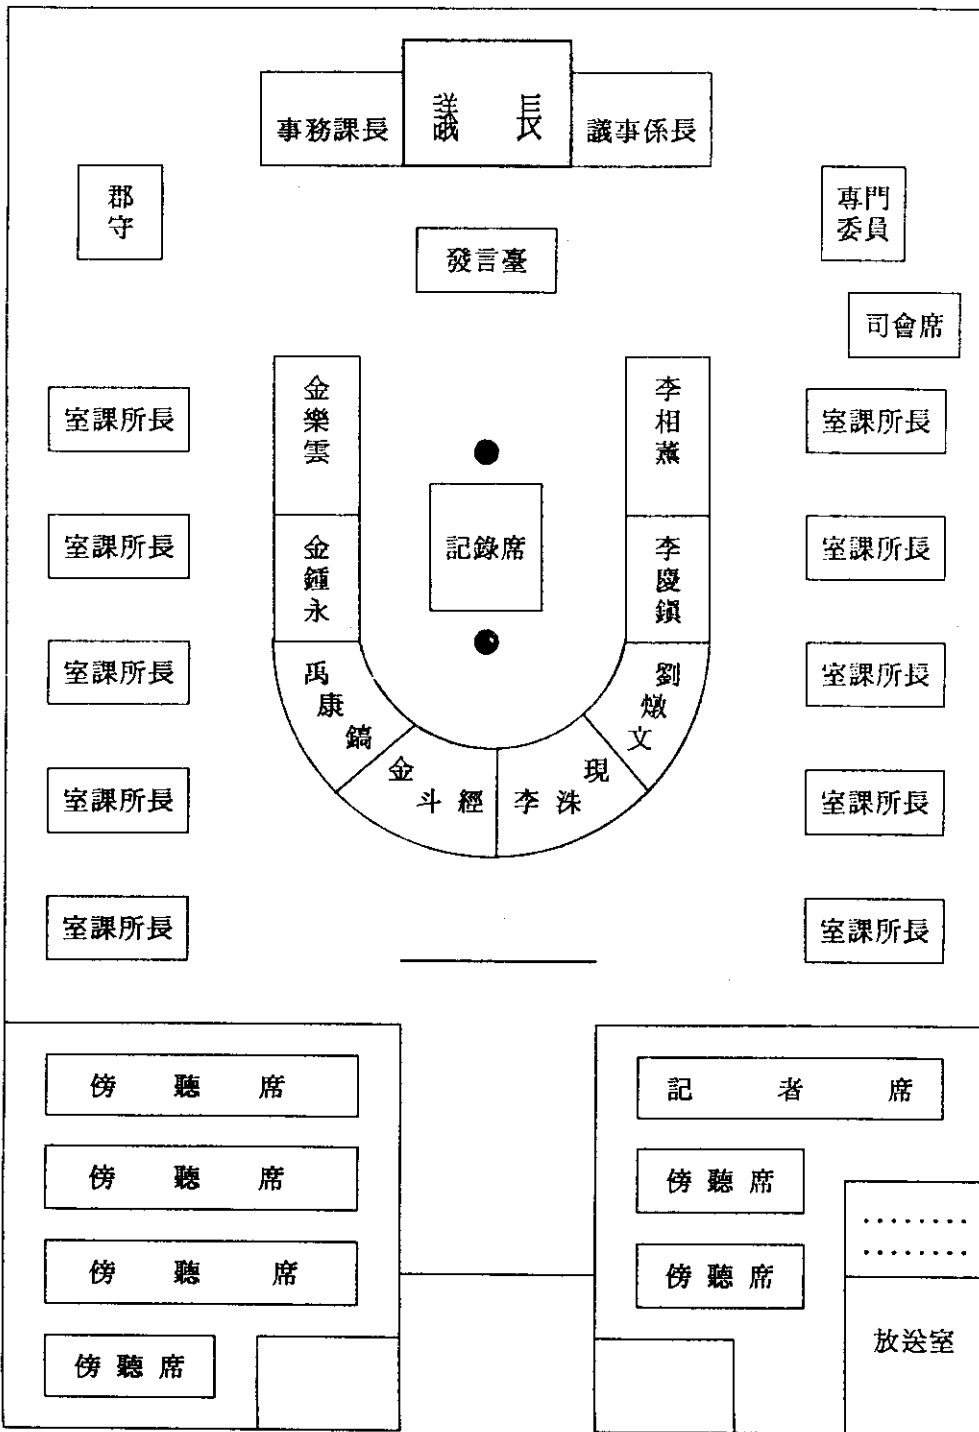 事務課長
議長
議事係長
郡守
專門
委員
發言臺
司會席
金樂雲
李相薰
室課所長
室課所長
記錄席
金鍾永
李慶鎭
室課所長
室課所長
禹康鎬
劉燉文
室課所長
室課所長
金斗經
李洙現
室課所長
室課所長
室課所長
室課所長
傍聽席
記者席
傍聽席
傍聽席
傍聽席
傍聽席
傍聽席
放送室